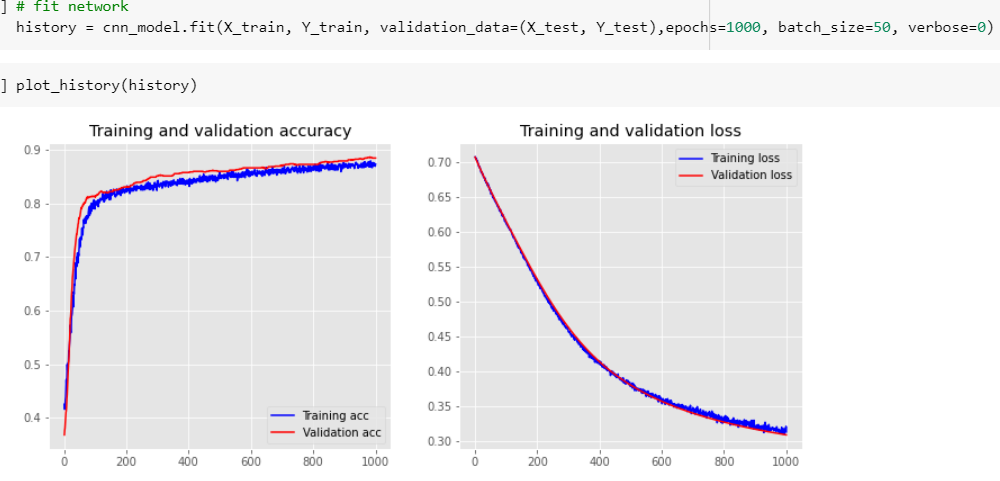 ] # fit network
history = cnn_model.fit(X_train, Y_train, validation_data=(X_test, Y_test),epochs=1000, batch_size=50, verbose=0)
] plot_history(history)
Training and validation accuracy
0.9
0.8
0.7
0.6
0.5
0.4
0 200 400 600 800 1000
Training acc
Validation acc
Training and validation loss
0.70
0.65
0.60
0.55
0.50
0.45
0.40
0.35
0.30
0 200 400 600 800 1000
Training loss
Validation loss